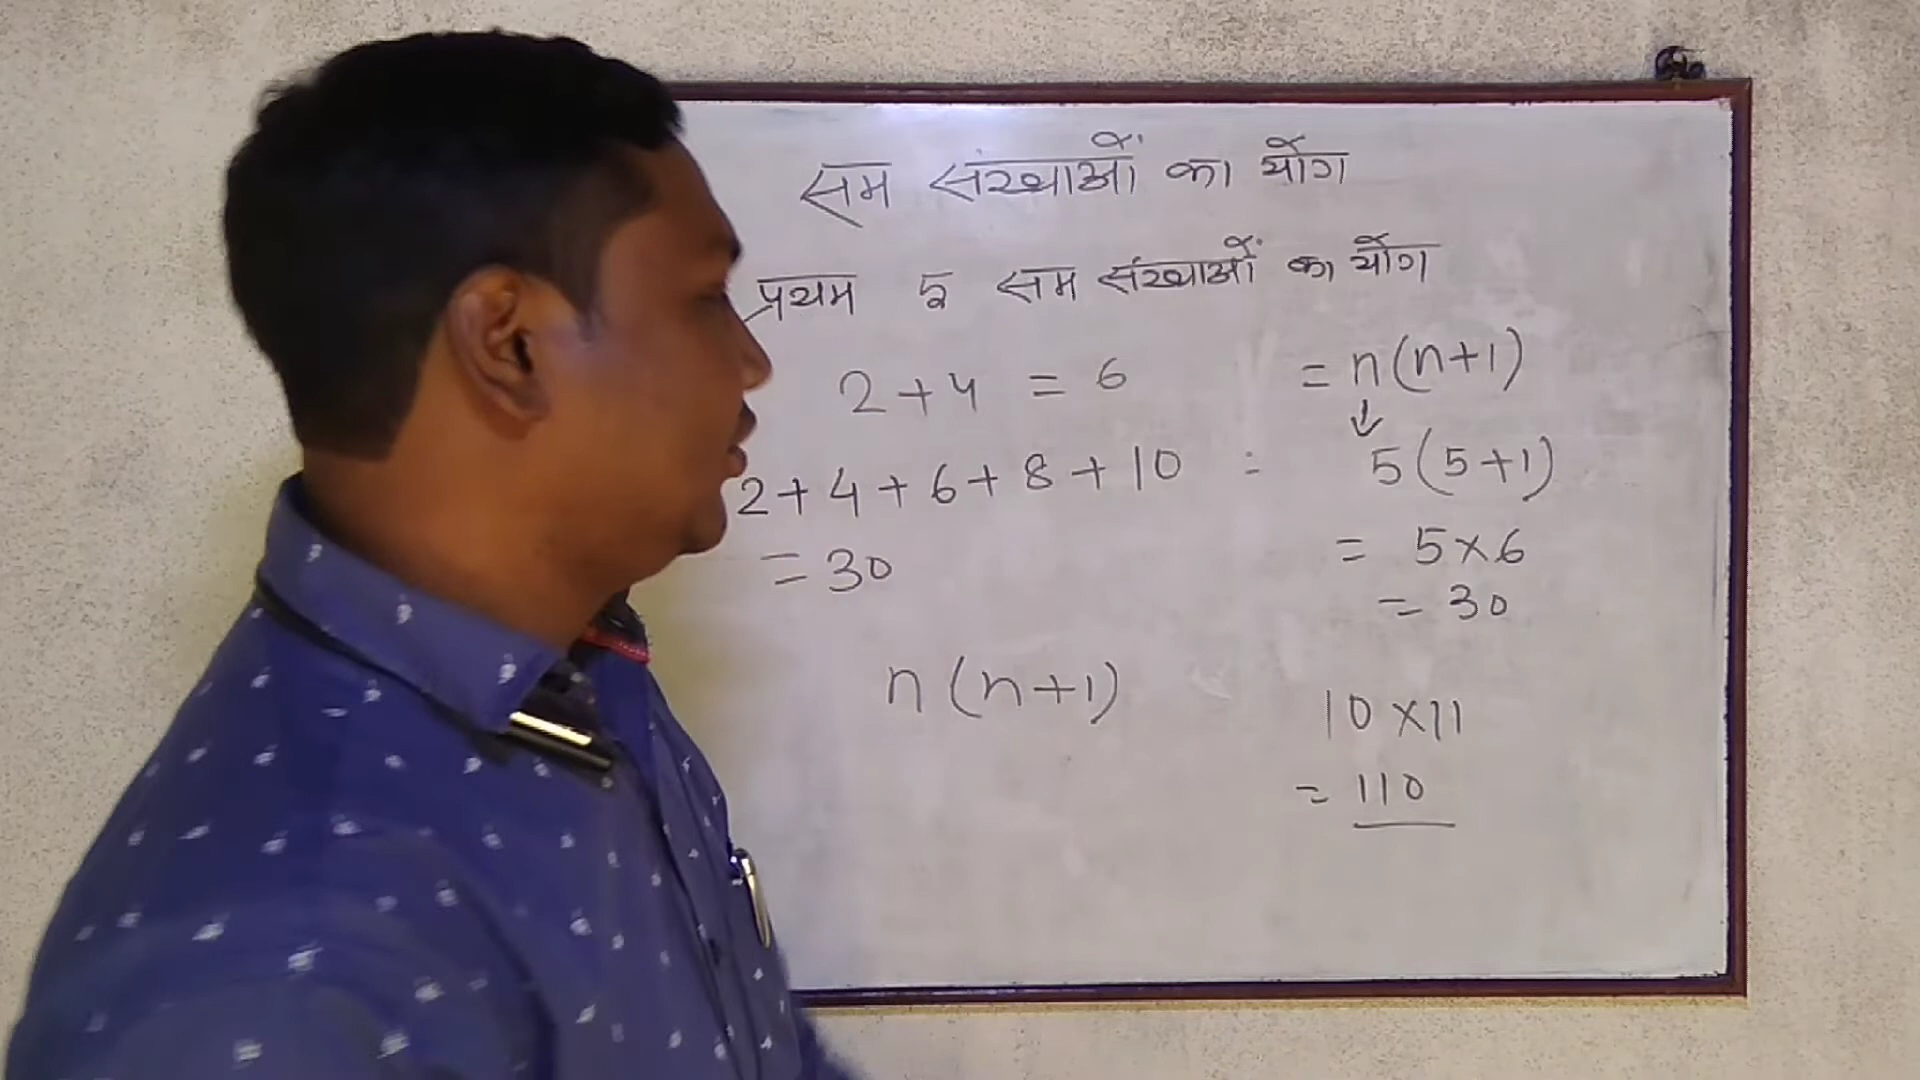 सम संख्याओं का योग
प्रथम 5 सम संख्याओं का योग
2+4 = 6
2+4+6+8+10 :
=30
n(n+1)
=n(n+1)
↓
5(5+1)
= 5×6
= 30
10×11
= 110